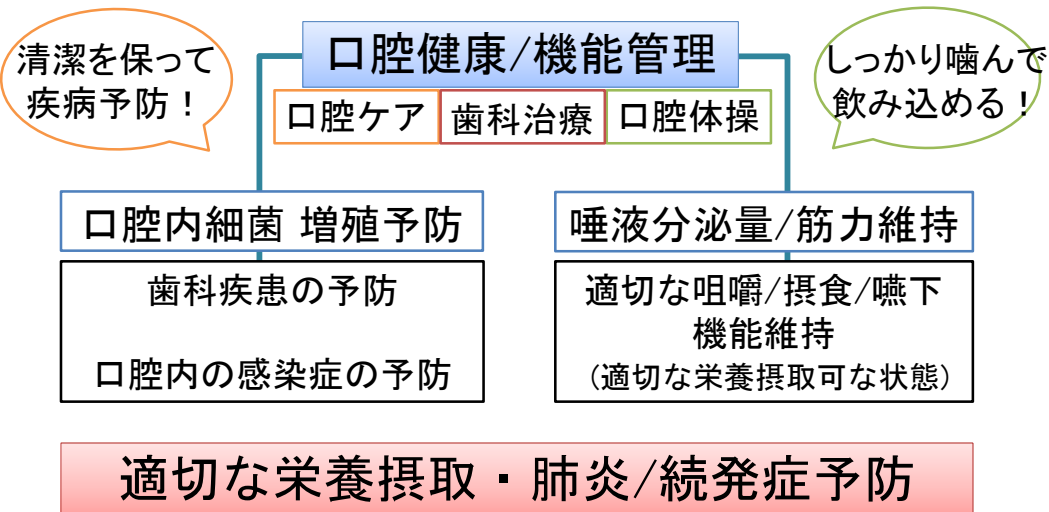 清潔を保って
疾病予防！
口腔健康/機能管理
しっかり噛んで
飲み込める！
口腔ケア
歯科治療
口腔体操
口腔内細菌 増殖予防
唾液分泌量/筋力維持
歯科疾患の予防
口腔内の感染症の予防
適切な咀嚼/摂食/嚥下
機能維持
（適切な栄養摂取可な状態）
適切な栄養摂取・肺炎/続発症予防